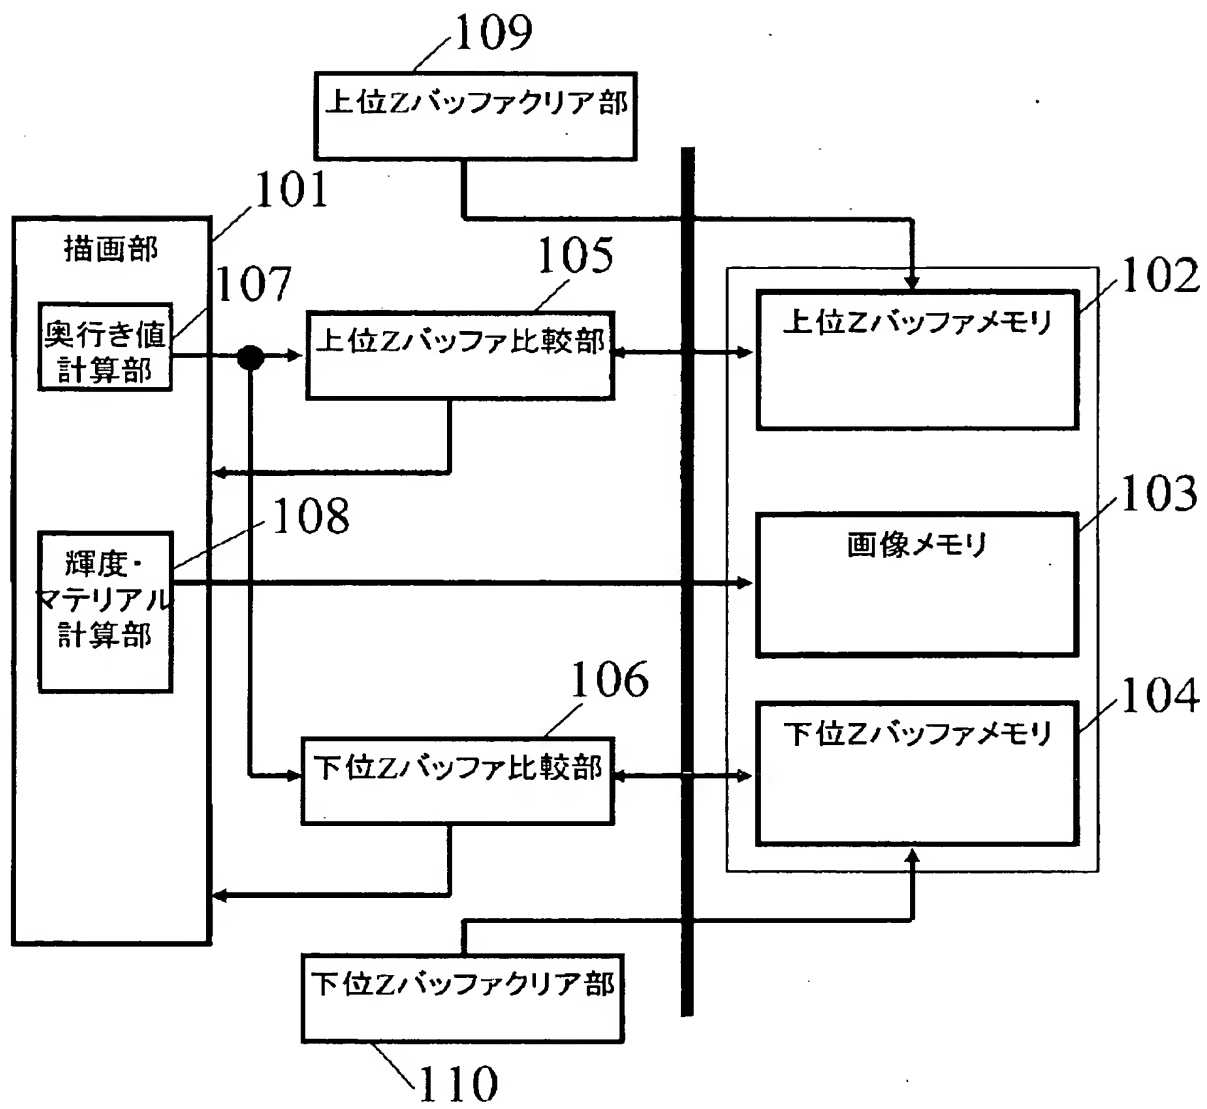 109
上位Zバッファクリア部
101
描画部
107
奥行き値
計算部
105
上位Zバッファ比較部
102
上位Zバッファメモリ
108
輝度・
マテリアル
計算部
103
画像メモリ
106
下位Zバッファ比較部
104
下位Zバッファメモリ
下位Zバッファクリア部
110